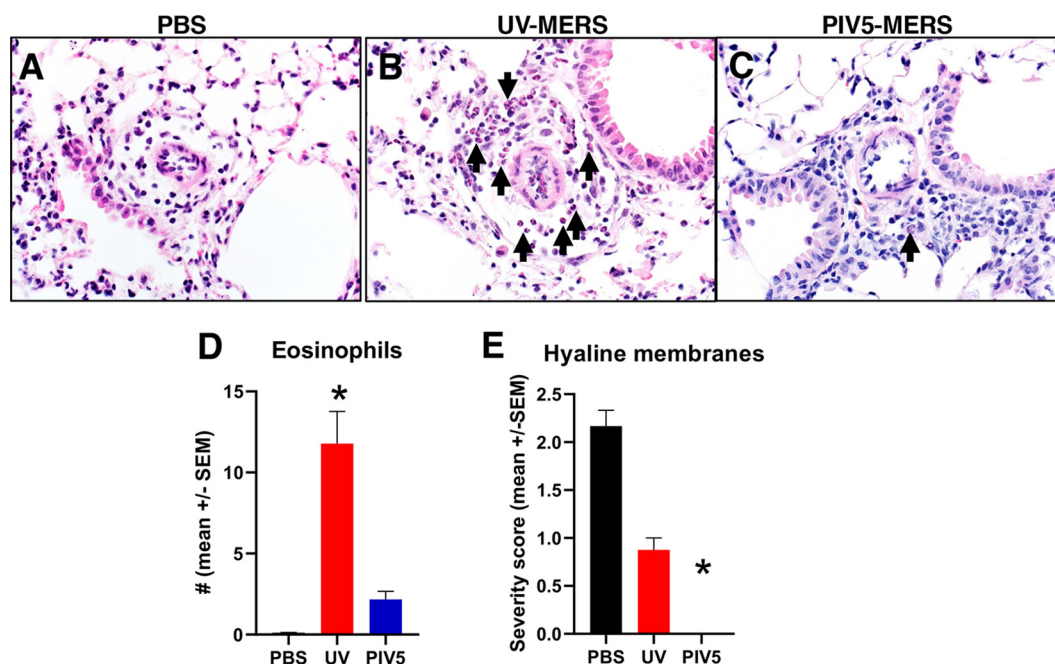 PBS UV-MERS PIV5-MERS
A B C
D Eosinophils
# (mean +/- SEM)
15
10
5
0
*
PBS UV PIV5
E Hyaline membranes
Severity score (mean +/-SEM)
2.5
2.0
1.5
1.0
0.5
0.0
*
PBS UV PIV5